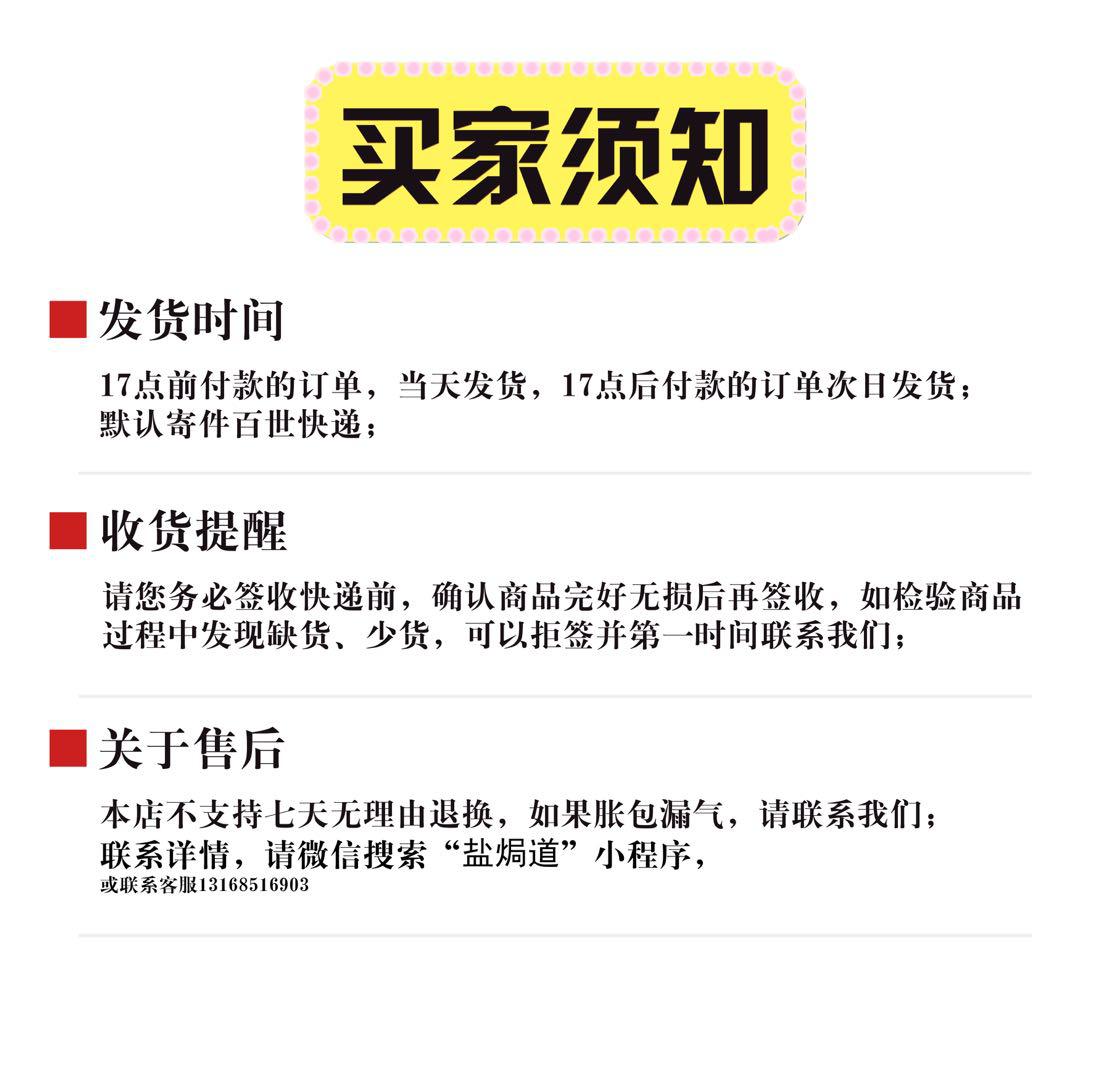 买家须知
发货时间
17点前付款的订单，当天发货，17点后付款的订单次日发货；
默认寄件百世快递；
收货提醒
请您务必签收快递前，确认商品完好无损后再签收，如检验商品
过程中发现缺货、少货，可以拒签并第一时间联系我们；
关于售后
本店不支持七天无理由退换，如果胀包漏气，请联系我们；
联系详情，请微信搜索“盐焗道”小程序，
或联系客服13168516903